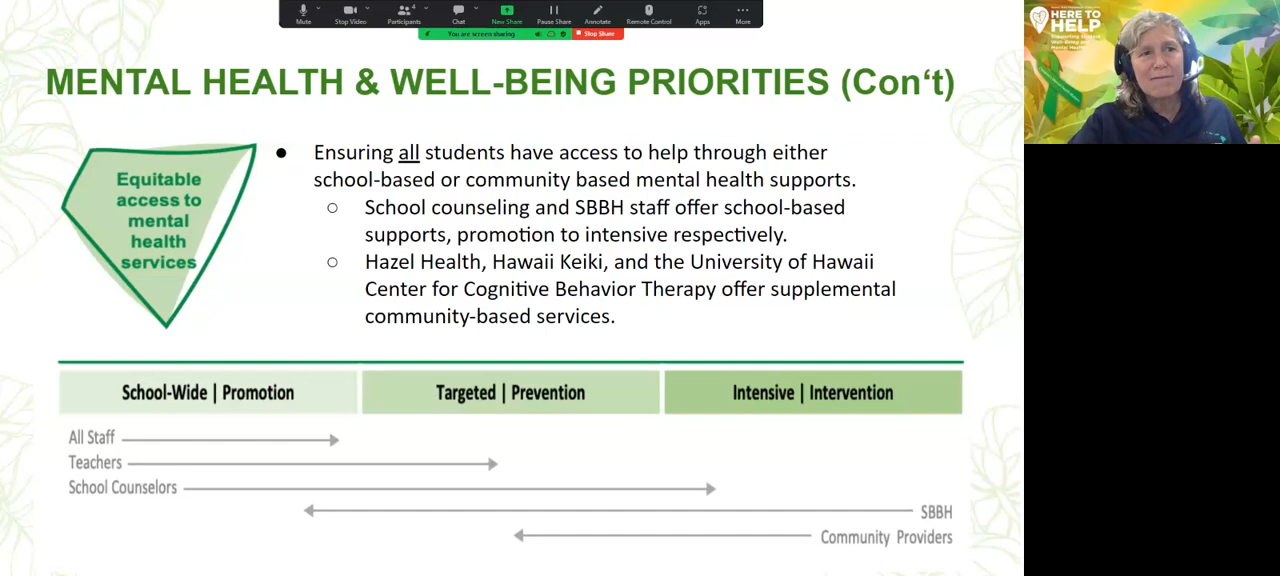 Mute
Stop Video
Participants
4
Chat
New Share
Pause Share
Annotate
Remote Control
Apps
More
You are screen sharing
Stop Share
HERE TO
HELP
Supporting Student
Well-Being and
Mental Health
MENTAL HEALTH & WELL-BEING PRIORITIES (Con‘t)
Equitable
access to
mental
health
services
● Ensuring all students have access to help through either
school-based or community based mental health supports.
○ School counseling and SBBH staff offer school-based
supports, promotion to intensive respectively.
○ Hazel Health, Hawaii Keiki, and the University of Hawaii
Center for Cognitive Behavior Therapy offer supplemental
community-based services.
School-Wide | Promotion
Targeted | Prevention
Intensive | Intervention
All Staff
Teachers
School Counselors
SBBH
Community Providers